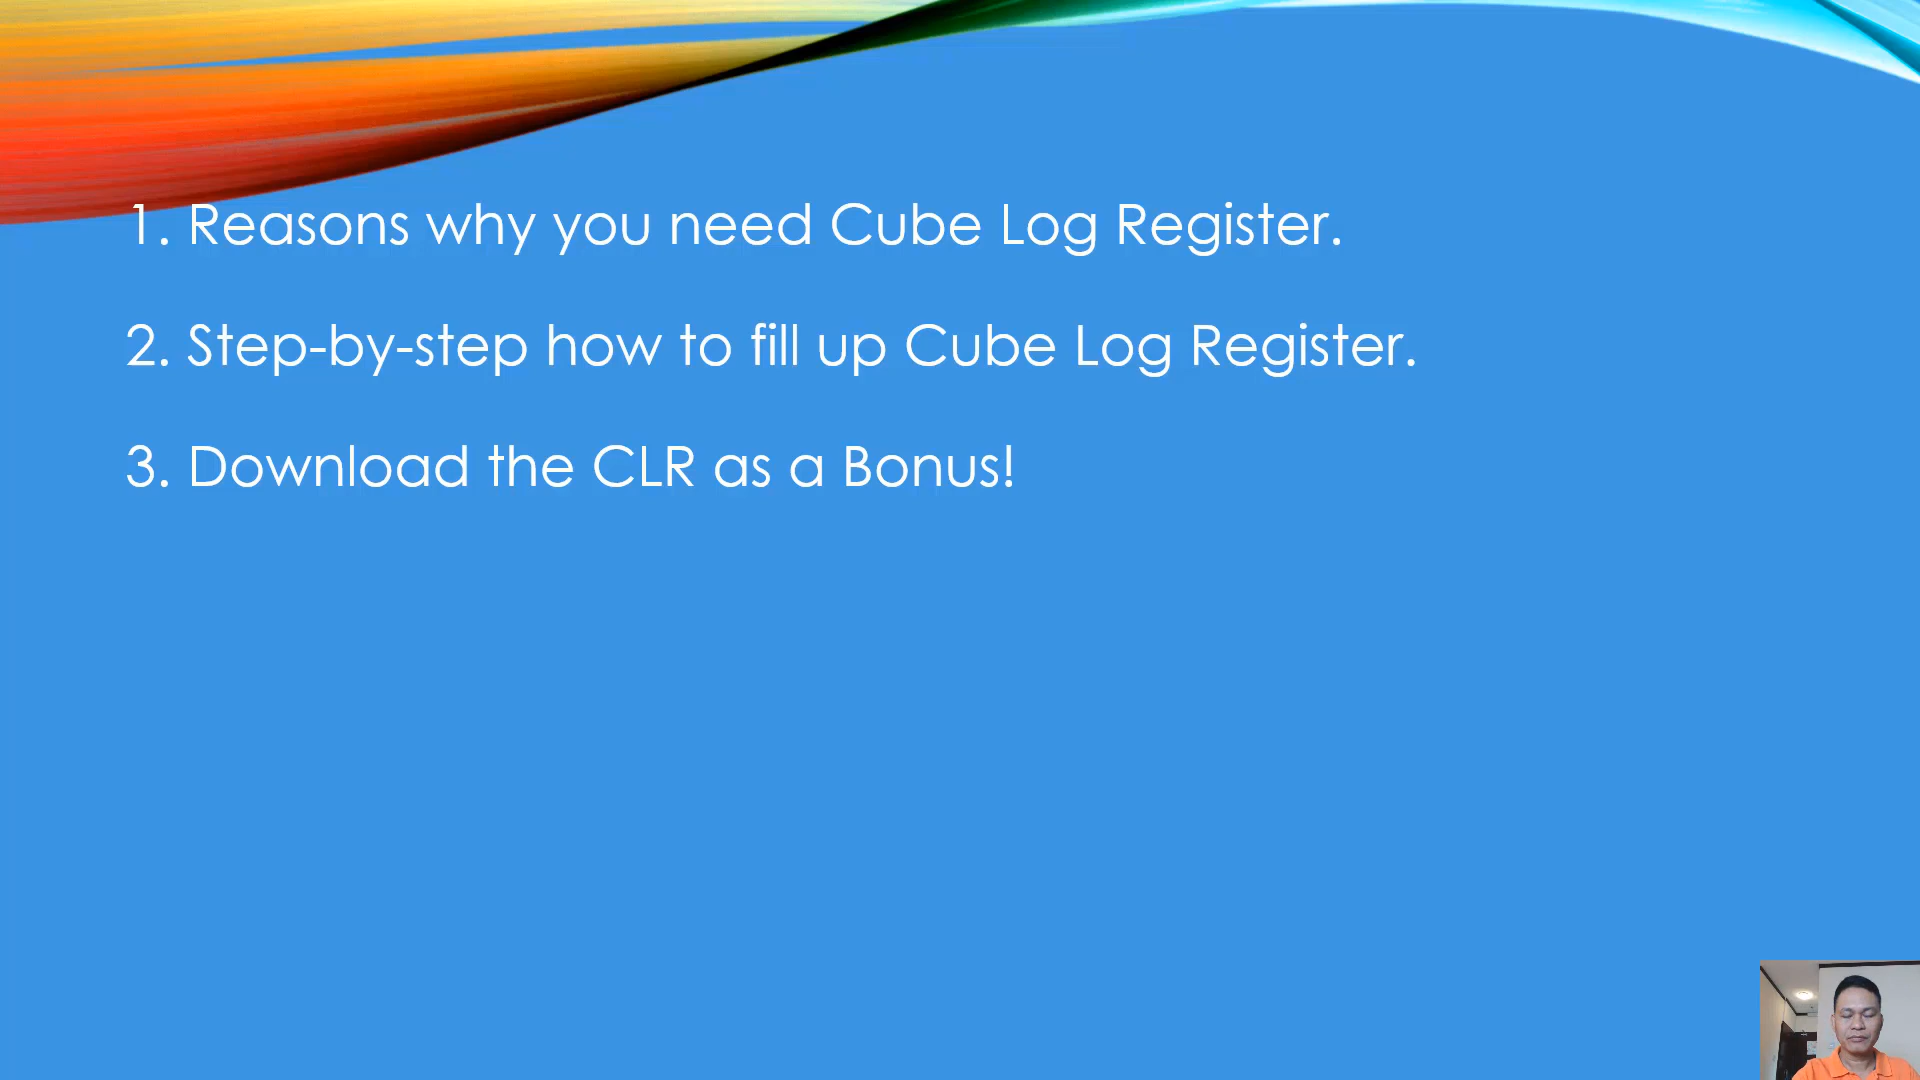 1. Reasons why you need Cube Log Register.
2. Step-by-step how to fill up Cube Log Register.
3. Download the CLR as a Bonus!